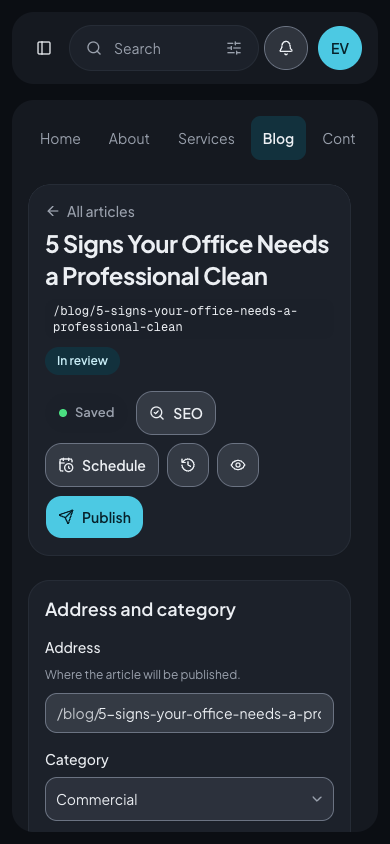 Search
EV
Home About Services Blog Cont
All articles
5 Signs Your Office Needs
a Professional Clean
/blog/5-signs-your-office-needs-a-
professional-clean
In review
Saved
SEO
Schedule
Publish
Address and category
Address
Where the article will be published.
/blog/5-signs-your-office-needs-a-pro
Category
Commercial